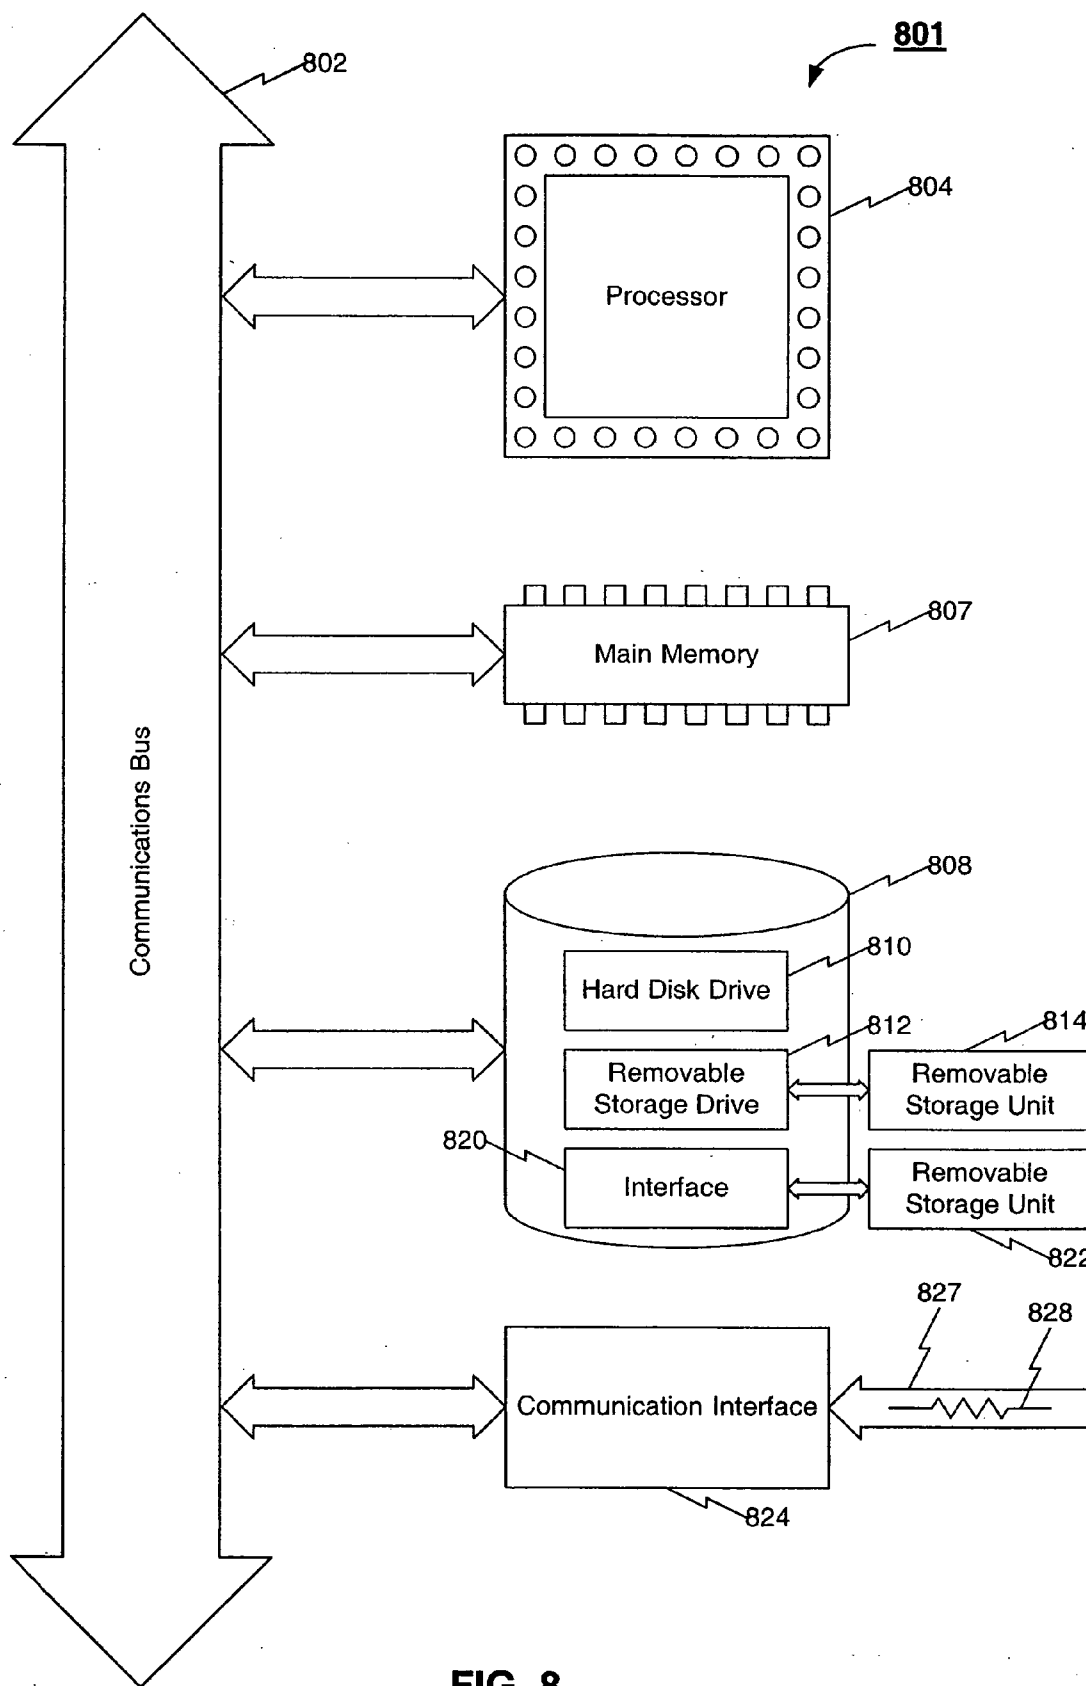 801
802
804
Processor
807
Main Memory
Communications Bus
808
810
Hard Disk Drive
812
814
Removable
Storage Drive
Removable
Storage Unit
820
Interface
Removable
Storage Unit
822
827
828
Communication Interface
824
FIG. 8